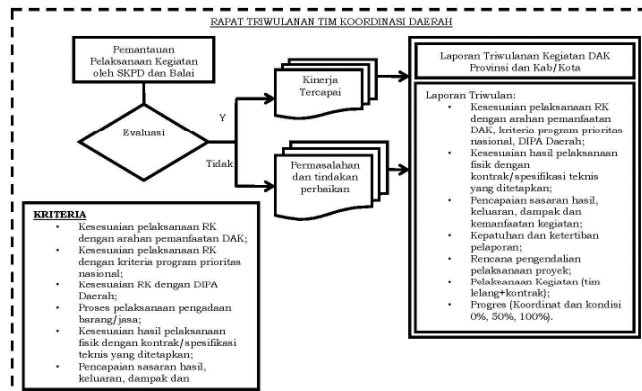 RAPAT TRIWULANAN TIM KOORDINASI DAERAH
Pemantauan
Pelaksanaan Kegiatan
oleh SKPD dan Balai
Evaluasi
Y
Tidak
Kinerja
Tercapai
Permasalahan
dan tindakan
perbaikan
KRITERIA
• Kesesuaian pelaksanaan RK
dengan arahan pemanfaatan DAK;
• Kesesuaian pelaksanaan RK
dengan kriteria program prioritas
nasional;
• Kesesuaian RK dengan DIPA
Daerah;
• Proses pelaksanaan pengadaan
barang/jasa;
• Kesesuaian hasil pelaksanaan
fisik dengan kontrak/spesifikasi
teknis yang ditetapkan;
• Pencapaian sasaran hasil,
keluaran, dampak dan
Laporan Triwulanan Kegiatan DAK
Provinsi dan Kab/Kota
Laporan Triwulan:
• Kesesuaian pelaksanaan RK
dengan arahan pemanfaatan
DAK, kriteria program prioritas
nasional, DIPA Daerah;
• Kesesuaian hasil pelaksanaan
fisik dengan
kontrak/spesifikasi teknis
yang ditetapkan;
• Pencapaian sasaran hasil,
keluaran, dampak dan
kemanfaatan kegiatan;
• Kepatuhan dan ketertiban
pelaporan;
• Rencana pengendalian
pelaksanaan proyek;
• Pelaksanaan Kegiatan (tim
lelang+kontrak);
• Progres (Koordinat dan kondisi
0%, 50%, 100%).